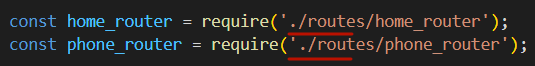 const home_router = require('./routes/home_router');
const phone_router = require('./routes/phone_router');